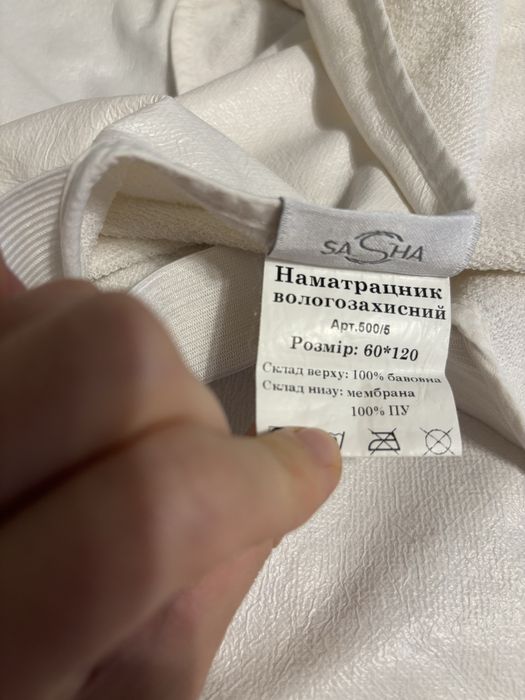 SASHA
Наматрацник
вологозахисний
Арт.500/5
Розмір: 60*120
Склад верху: 100% бавовна
Склад низу: мембрана
100% ПУ